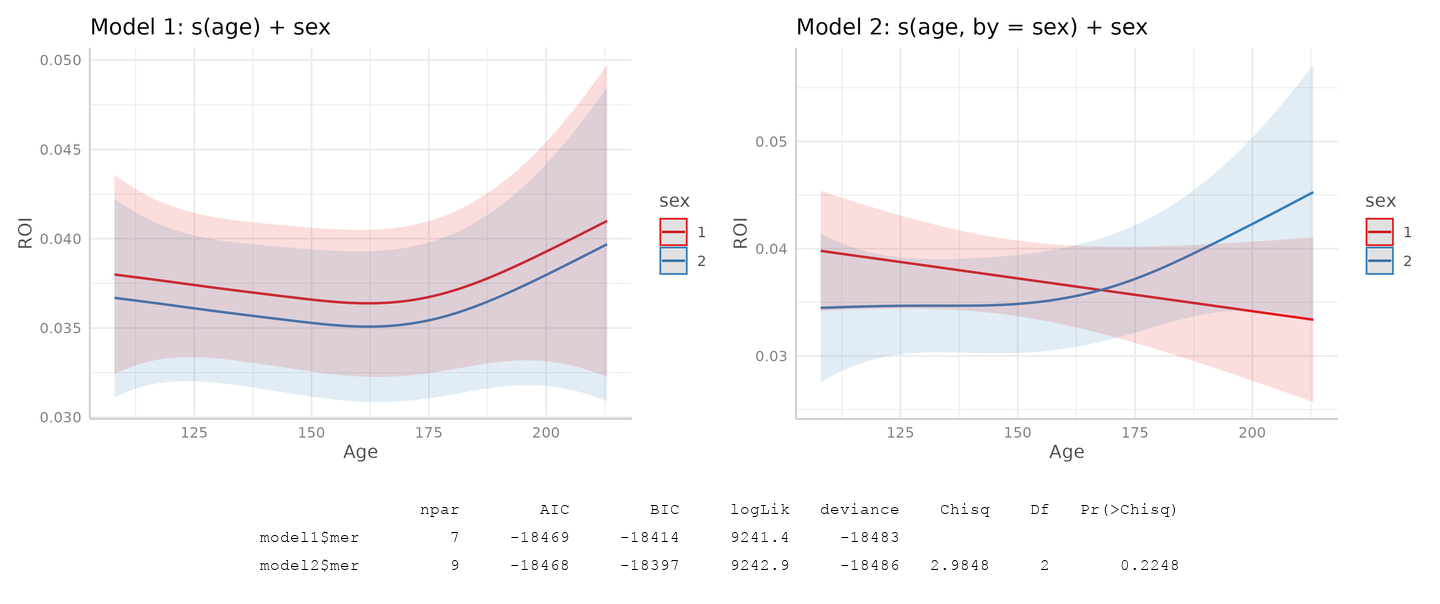 Model 1: s(age) + sex
0.050
0.045
0.040
0.035
0.030
ROI
125 150 175 200
Age
sex
1
2
Model 2: s(age, by = sex) + sex
0.05
0.04
0.03
ROI
125 150 175 200
Age
sex
1
2
npar AIC BIC logLik deviance Chisq Df Pr(>Chisq)
model1$mer 7 -18469 -18414 9241.4 -18483
model2$mer 9 -18468 -18397 9242.9 -18486 2.9848 2 0.2248